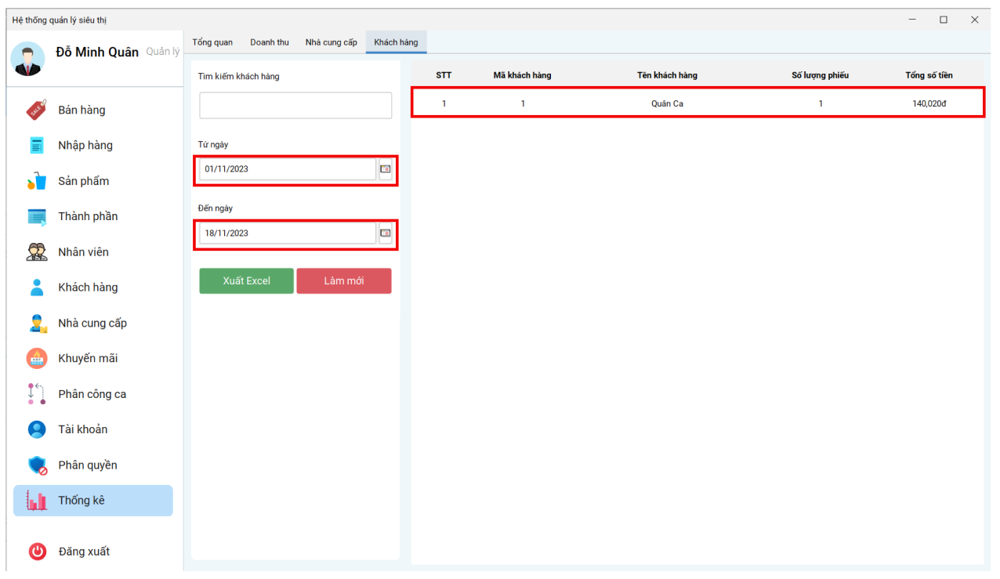 Hệ thống quản lý siêu thị
Đỗ Minh Quân Quản lý
Bán hàng
Nhập hàng
Sản phẩm
Thành phần
Nhân viên
Khách hàng
Nhà cung cấp
Khuyến mãi
Phân công ca
Tài khoản
Phân quyền
Thống kê
Đăng xuất
Tổng quan Doanh thu Nhà cung cấp Khách hàng
Tìm kiếm khách hàng
Từ ngày
01/11/2023
Đến ngày
18/11/2023
Xuất Excel Làm mới
STT Mã khách hàng Tên khách hàng Số lượng phiếu Tổng số tiền
1 1 Quân Ca 1 140,020đ